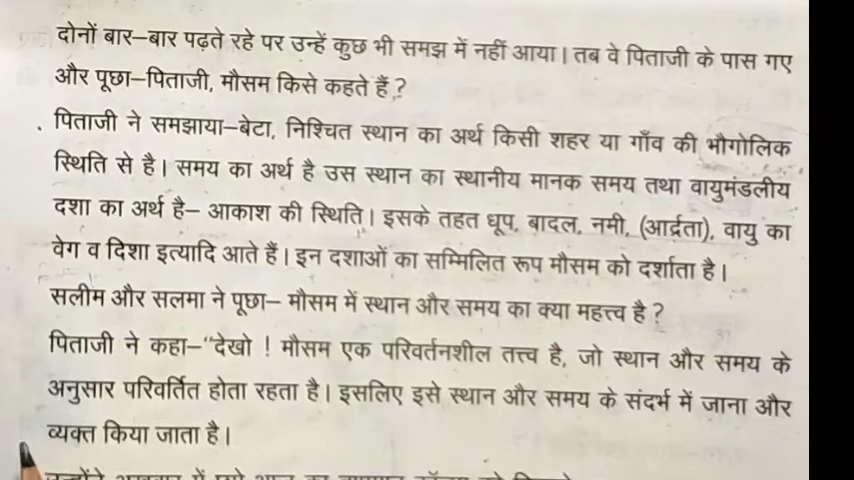 दोनों बार–बार पढ़ते रहे पर उन्हें कुछ भी समझ में नहीं आया। तब वे पिताजी के पास गए
और पूछा–पिताजी, मौसम किसे कहते हैं?
पिताजी ने समझाया–बेटा, निश्चित स्थान का अर्थ किसी शहर या गाँव की भौगोलिक
स्थिति से है। समय का अर्थ है उस स्थान का स्थानीय मानक समय तथा वायुमंडलीय
दशा का अर्थ है– आकाश की स्थिति। इसके तहत धूप, बादल, नमी, (आर्द्रता), वायु का
वेग व दिशा इत्यादि आते हैं। इन दशाओं का सम्मिलित रूप मौसम को दर्शाता है।
सलीम और सलमा ने पूछा– मौसम में स्थान और समय का क्या महत्त्व है?
पिताजी ने कहा–"देखो ! मौसम एक परिवर्तनशील तत्त्व है, जो स्थान और समय के
अनुसार परिवर्तित होता रहता है। इसलिए इसे स्थान और समय के संदर्भ में जाना और
व्यक्त किया जाता है।